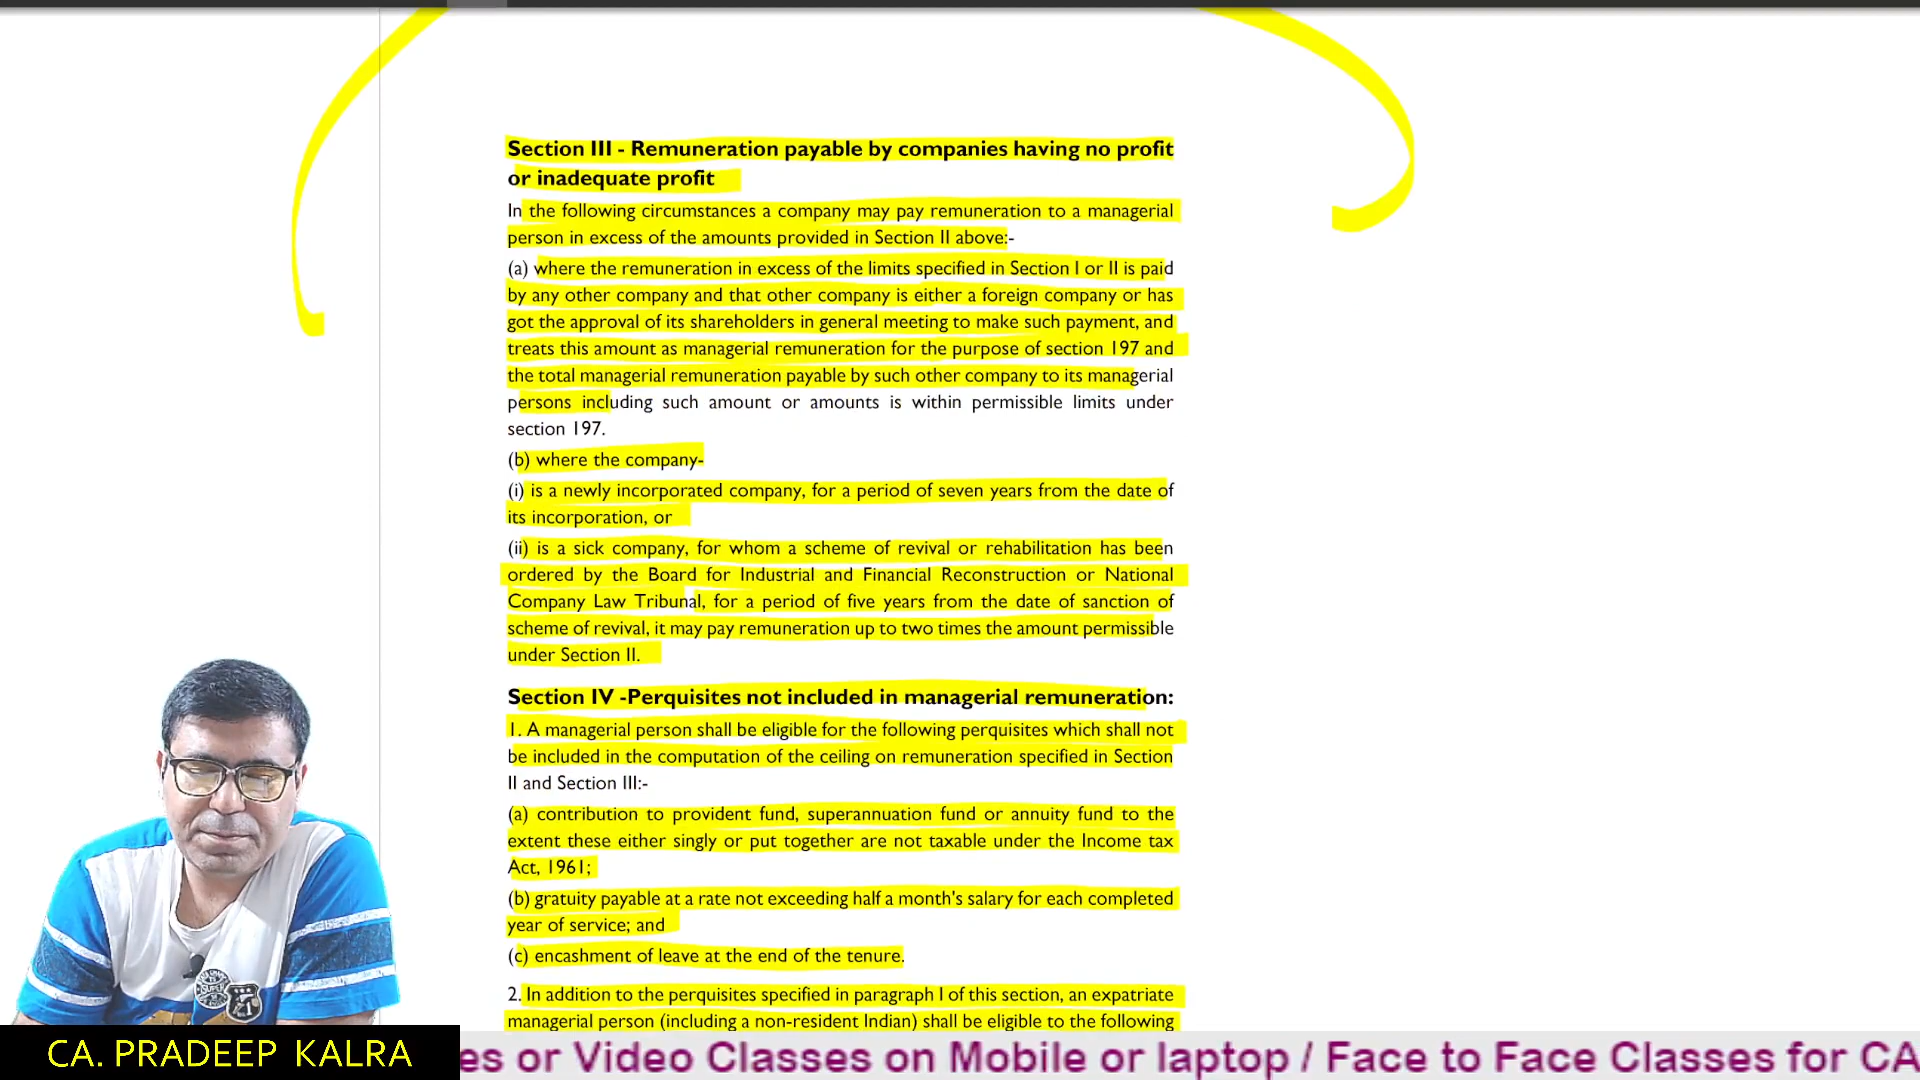 Section III - Remuneration payable by companies having no profit
or inadequate profit
In the following circumstances a company may pay remuneration to a managerial
person in excess of the amounts provided in Section II above:-
(a) where the remuneration in excess of the limits specified in Section I or II is paid
by any other company and that other company is either a foreign company or has
got the approval of its shareholders in general meeting to make such payment, and
treats this amount as managerial remuneration for the purpose of section 197 and
the total managerial remuneration payable by such other company to its managerial
persons including such amount or amounts is within permissible limits under
section 197.
(b) where the company-
(i) is a newly incorporated company, for a period of seven years from the date of
its incorporation, or
(ii) is a sick company, for whom a scheme of revival or rehabilitation has been
ordered by the Board for Industrial and Financial Reconstruction or National
Company Law Tribunal, for a period of five years from the date of sanction of
scheme of revival, it may pay remuneration up to two times the amount permissible
under Section II.
Section IV -Perquisites not included in managerial remuneration:
1. A managerial person shall be eligible for the following perquisites which shall not
be included in the computation of the ceiling on remuneration specified in Section
II and Section III:-
(a) contribution to provident fund, superannuation fund or annuity fund to the
extent these either singly or put together are not taxable under the Income tax
Act, 1961;
(b) gratuity payable at a rate not exceeding half a month's salary for each completed
year of service; and
(c) encashment of leave at the end of the tenure.
2. In addition to the perquisites specified in paragraph 1 of this section, an expatriate
managerial person (including a non-resident Indian) shall be eligible to the following
CA. PRADEEP KALRA
es or Video Classes on Mobile or laptop / Face to Face Classes for CA